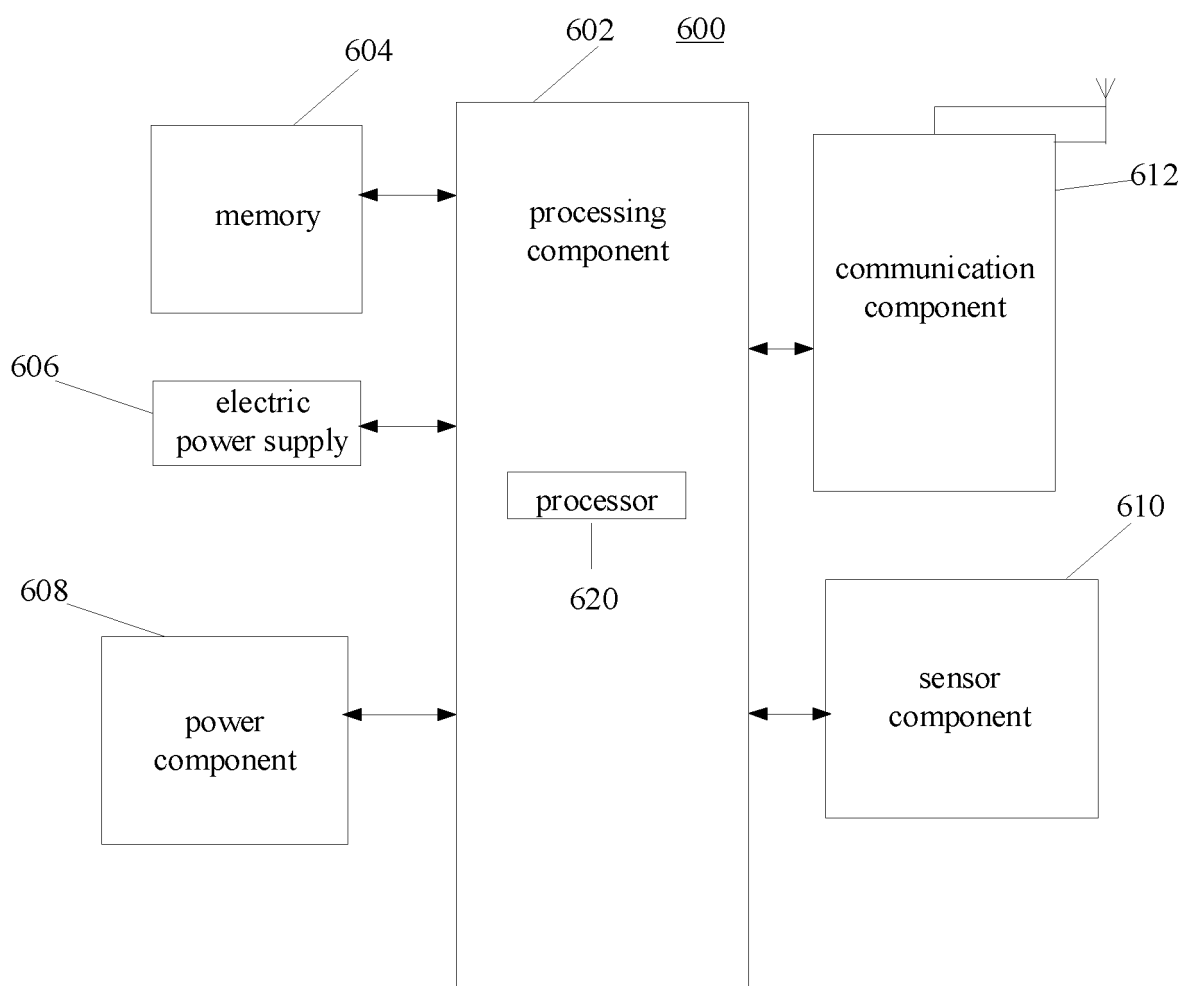 602
600
604
612
memory
processing
component
communication
component
606
electric
power supply
processor
610
608
620
sensor
component
power
component